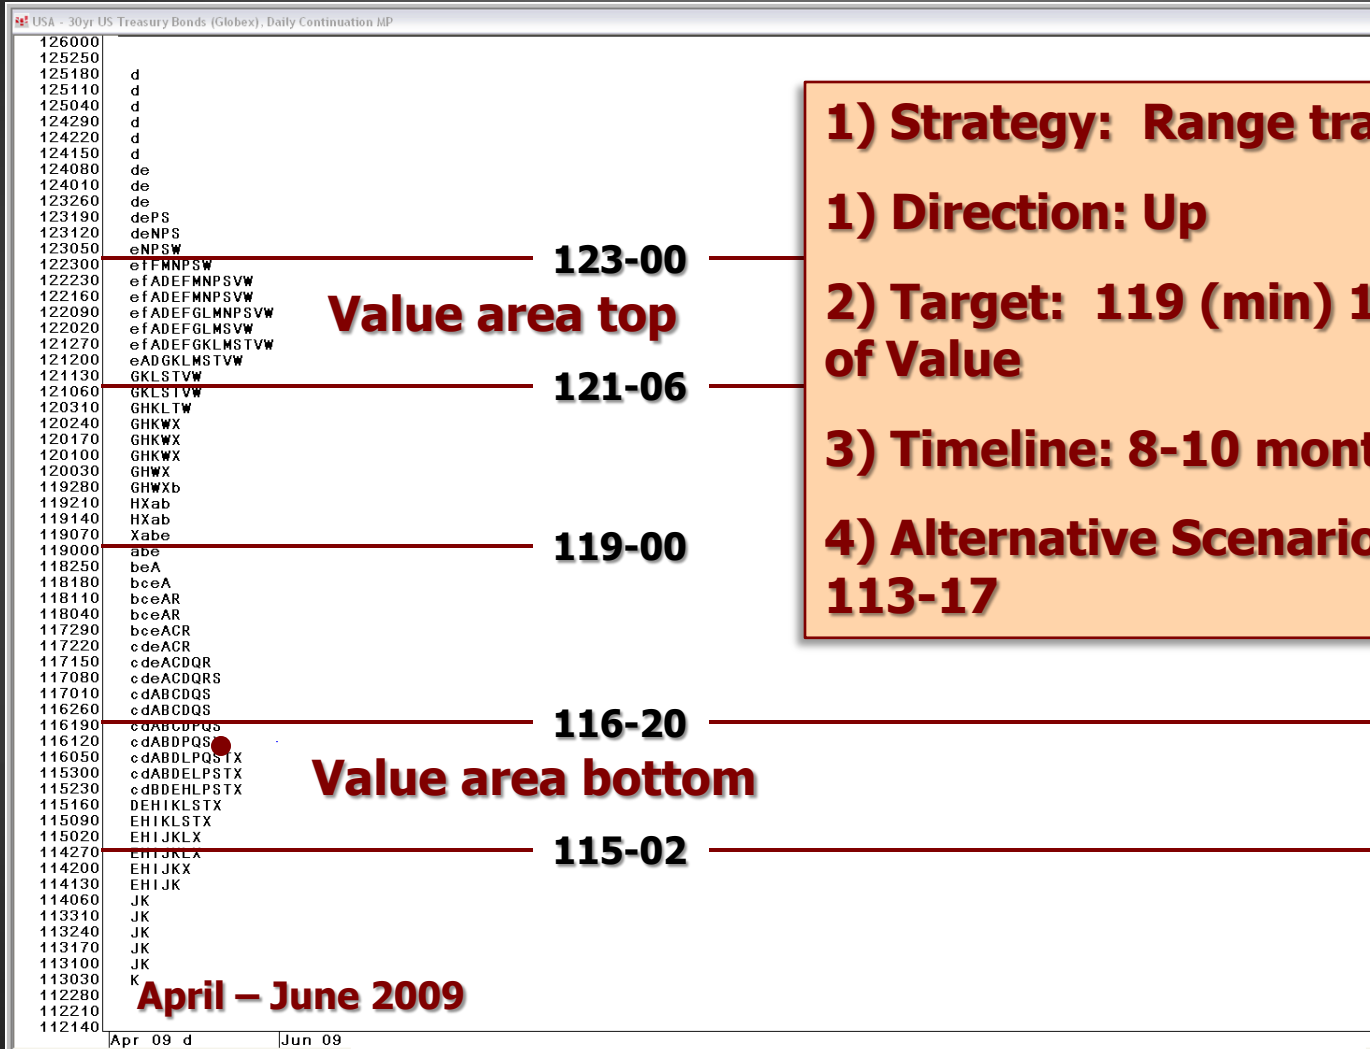 USA - 30yr US Treasury Bonds (Globex), Daily Continuation MP
126000
125250
125180 d
125110 d
125040 d
124290 d
124220 d
124150 d
124080 de
124010 de
123260 de
123190 dePS
123120 deNPS
123050 eNPSW
122300 efFMNPSW
122230 efADEFMNPSVW
122160 efADEFMNPSVW
122090 efADEFGLMNPSVW
122020 efADEFGLMSVW
121270 efADEFGKLMSTVW
121200 eADGKLMSTVW
121130 GKLSTVW
121060 GKLSTVW
120310 GHKLTW
120240 GHKWX
120170 GHKWX
120100 GHKWX
120030 GHWX
119280 GHWXb
119210 HXab
119140 HXab
119070 Xabe
119000 abe
118250 beA
118180 bceA
118110 bceAR
118040 bceAR
117290 bceACR
117220 cdeACR
117150 cdeACDQR
117080 cdeACDQRS
117010 cdABCDQS
116260 cdABCDQS
116190 cdABCDPQS
116120 cdABDPQS
116050 cdABDLPQSTX
115300 cdABDELPSTX
115230 cdBDEHLPSTX
115160 DEHIKLSTX
115090 EHIKLSTX
115020 EHIJKLX
114270 EHIJKLX
114200 EHIJKX
114130 EHIJK
114060 JK
113310 JK
113240 JK
113170 JK
113100 JK
113030 K
112280
112210
112140
Apr 09 d Jun 09
123-00
Value area top
121-06
119-00
116-20
Value area bottom
115-02
April – June 2009
1) Strategy: Range tra
1) Direction: Up
2) Target: 119 (min) 1
of Value
3) Timeline: 8-10 mont
4) Alternative Scenario
113-17